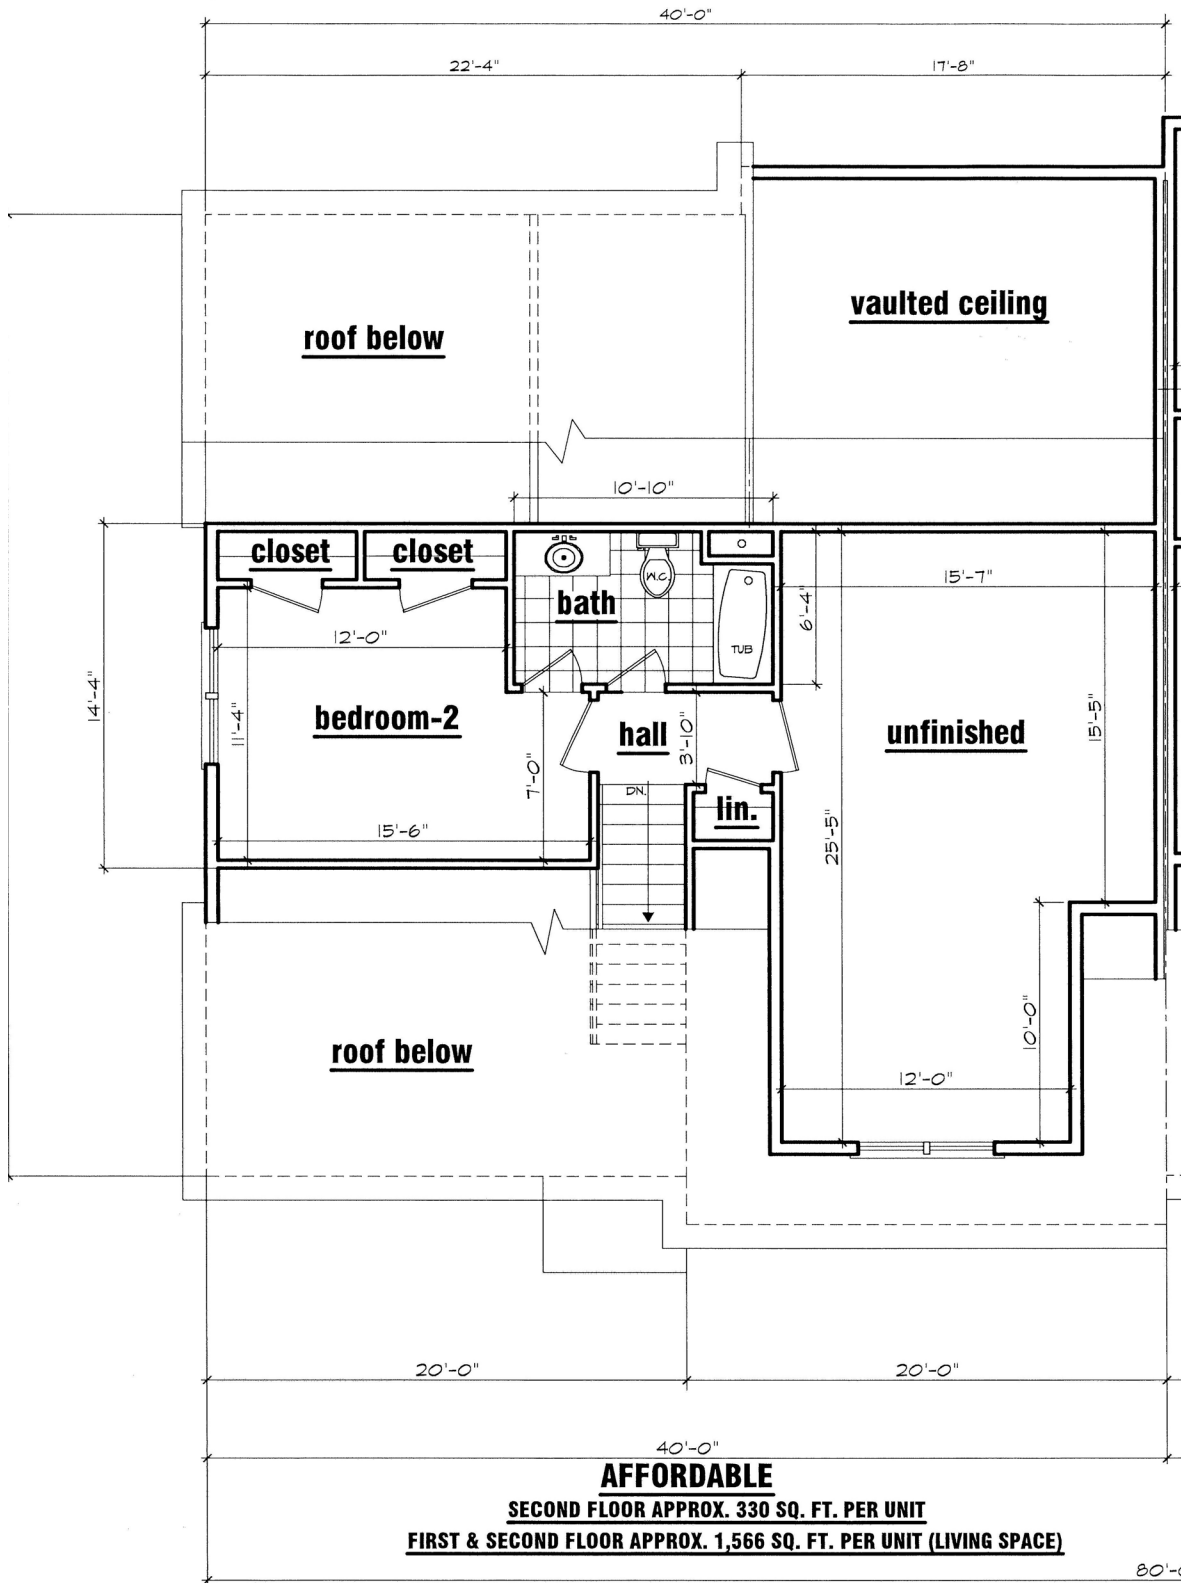 40'-0"
22'-4"
17'-8"
vaulted ceiling
roof below
10'-10"
closet
closet
W.C.
15'-7"
bath
6'-4"
12'-0"
TUB
14'-4"
11'-4"
bedroom-2
hall
3'-10"
unfinished
15'-5"
7'-0"
DN.
lin.
15'-6"
25'-5"
10'-0"
roof below
12'-0"
20'-0"
20'-0"
40'-0"
AFFORDABLE
SECOND FLOOR APPROX. 330 SQ. FT. PER UNIT
FIRST & SECOND FLOOR APPROX. 1,566 SQ. FT. PER UNIT (LIVING SPACE)